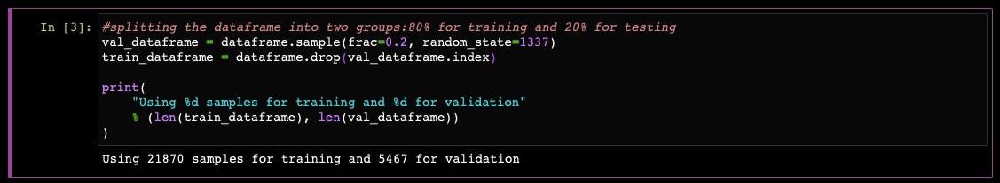 In [3]: #splitting the dataframe into two groups:80% for training and 20% for testing
val_dataframe = dataframe.sample(frac=0.2, random_state=1337)
train_dataframe = dataframe.drop(val_dataframe.index)
print(
    "Using %d samples for training and %d for validation"
    % (len(train_dataframe), len(val_dataframe))
)
Using 21870 samples for training and 5467 for validation